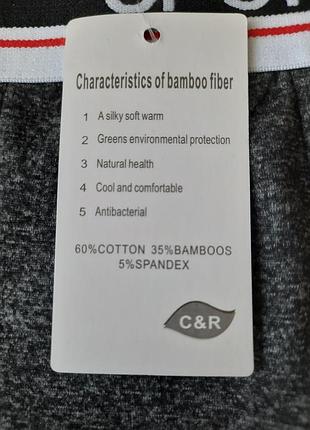 Characteristics of bamboo fiber
1 A silky soft warm
2 Greens environmental protection
3 Natural health
4 Cool and comfortable
5 Antibacterial
60%COTTON 35%BAMBOOS
5%SPANDEX
C&R